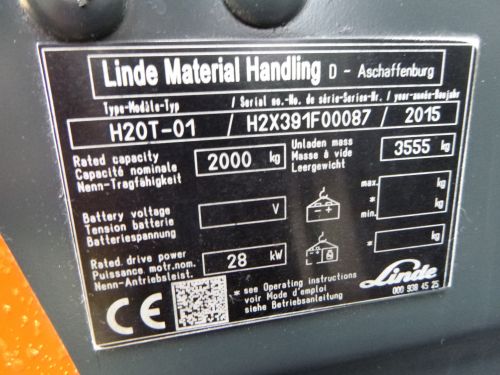 Linde Material Handling D - Aschaffenburg
Type-Modèle-Typ / Serial no.-No. de série-Series-Nr. / year-année-Baujahr
H20T-01 / H2X391F00087 / 2015
Rated capacity
Capacité nominale
Nenn-Tragfähigkeit
2000 kg
Unladen mass
Masse à vide
Leergewicht
3555 kg
Battery voltage
Tension batterie
Batteriespannung
V
- +
max. kg
*
min. kg
Rated drive power
Puissance motr.nom.
Nenn-Antriebsleist.
28 kW
* kg
* see Operating instructions
voir Mode d'emploi
siehe Betriebsanleitung
CE
Linde
000 938 45 25